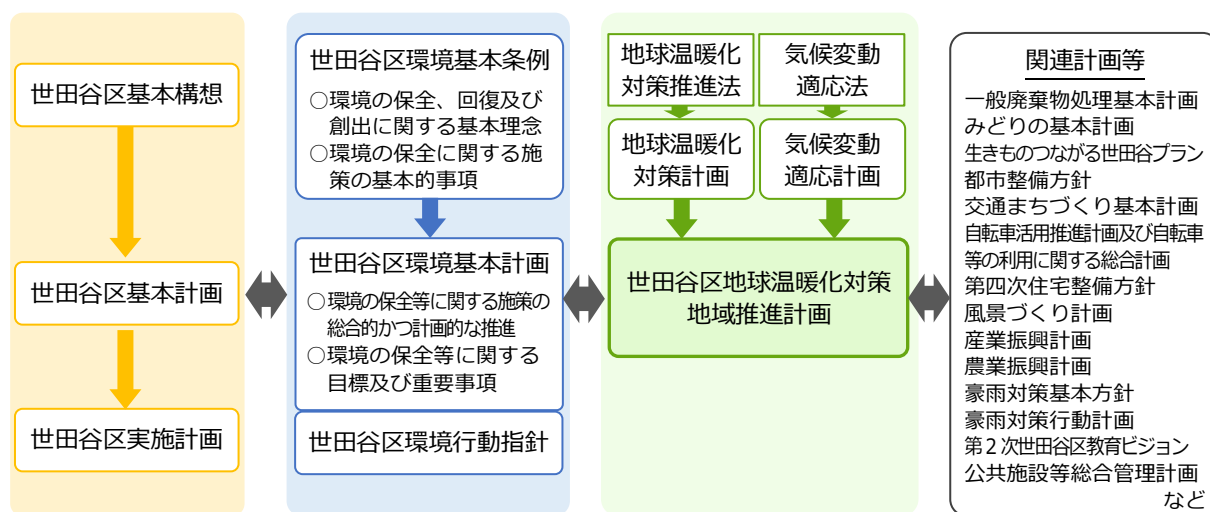 世田谷区基本構想
世田谷区基本計画
世田谷区実施計画
世田谷区環境基本条例
○環境の保全、回復及び
創出に関する基本理念
○環境の保全に関する施
策の基本的事項
世田谷区環境基本計画
○環境の保全等に関する施策の
総合的かつ計画的な推進
○環境の保全等に関する
目標及び重要事項
世田谷区環境行動指針
地球温暖化
対策推進法
気候変動
適応法
地球温暖化
対策計画
気候変動
適応計画
世田谷区地球温暖化対策
地域推進計画
関連計画等
一般廃棄物処理基本計画
みどりの基本計画
生きものつながる世田谷プラン
都市整備方針
交通まちづくり基本計画
自転車活用推進計画及び自転車
等の利用に関する総合計画
第四次住宅整備方針
風景づくり計画
産業振興計画
農業振興計画
豪雨対策基本方針
豪雨対策行動計画
第2次世田谷区教育ビジョン
公共施設等総合管理計画
など